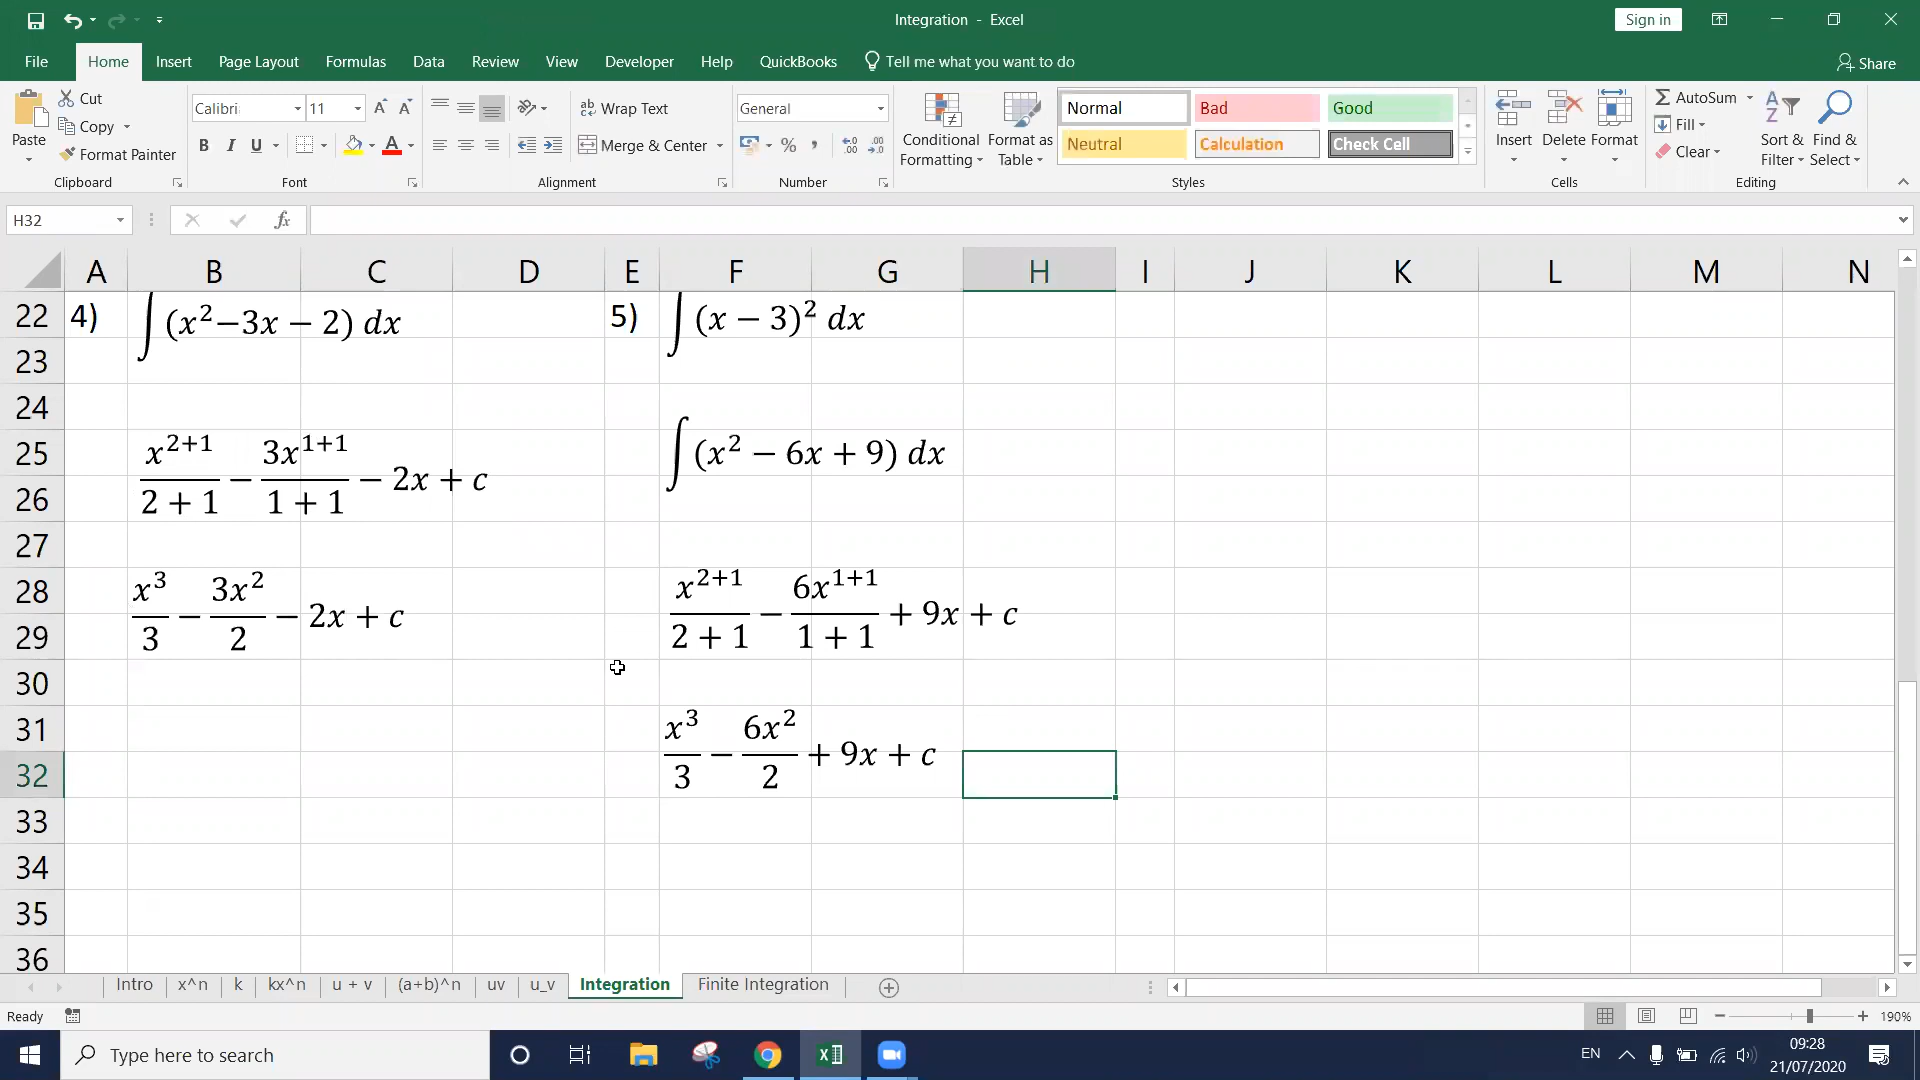 Integration - Excel
Sign in
File Home Insert Page Layout Formulas Data Review View Developer Help QuickBooks Tell me what you want to do Share
Paste
Cut
Copy
Format Painter
Clipboard
Calibri 11
B I U
Font
Wrap Text
Merge & Center
Alignment
General
Number
Conditional Formatting
Format as Table
Normal Bad Good
Neutral Calculation Check Cell
Styles
Insert Delete Format
Cells
AutoSum
Fill
Clear
Sort & Filter
Find & Select
Editing
H32 fx
A B C D E F G H I J K L M N
22 4) ∫(x²−3x − 2) dx 5) ∫(x − 3)² dx
23
24
25 x^{2+1}/(2 + 1) − 3x^{1+1}/(1 + 1) − 2x + c ∫(x² − 6x + 9) dx
26
27
28 x³/3 − 3x²/2 − 2x + c x^{2+1}/(2 + 1) − 6x^{1+1}/(1 + 1) + 9x + c
29
30
31 x³/3 − 6x²/2 + 9x + c
32
33
34
35
36
Intro x^n k kx^n u + v (a+b)^n uv u_v Integration Finite Integration
Ready 190%
Type here to search
EN 09:28
21/07/2020